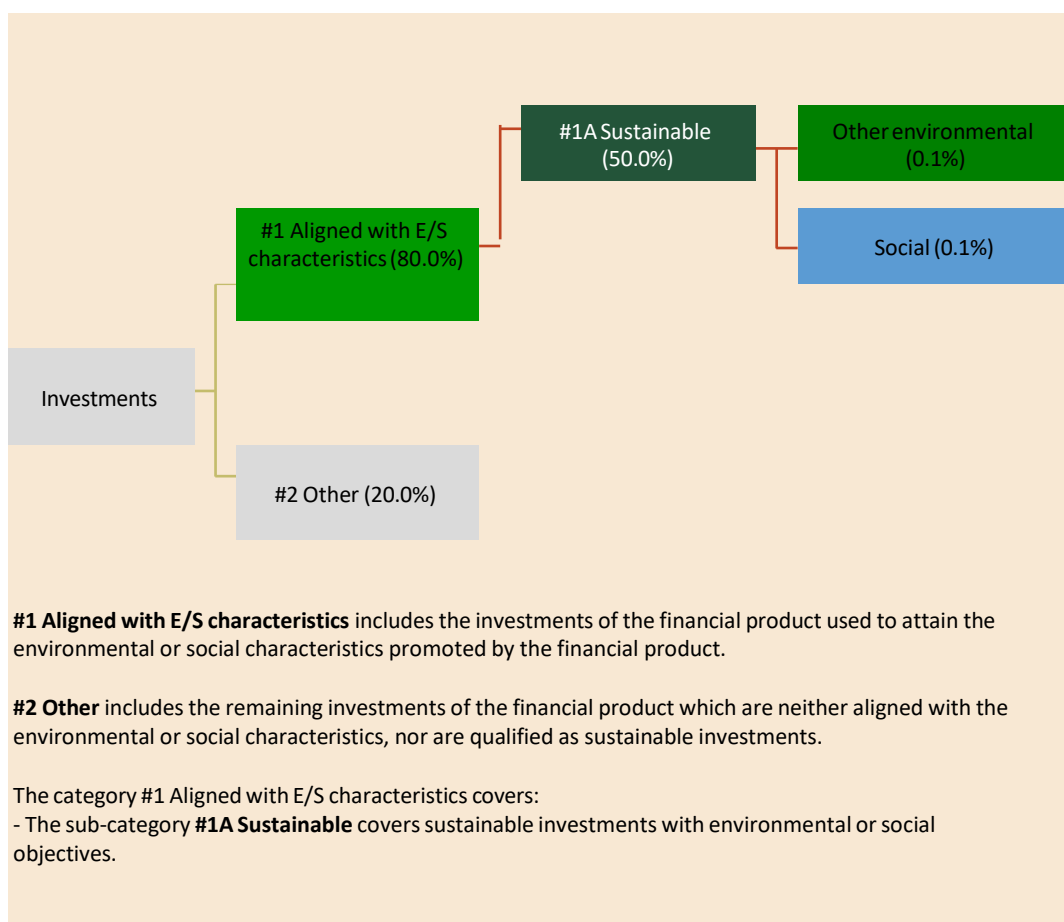 #1A Sustainable
(50.0%)
Other environmental
(0.1%)
#1 Aligned with E/S
characteristics (80.0%)
Social (0.1%)
Investments
#2 Other (20.0%)
#1 Aligned with E/S characteristics includes the investments of the financial product used to attain the
environmental or social characteristics promoted by the financial product.
#2 Other includes the remaining investments of the financial product which are neither aligned with the
environmental or social characteristics, nor are qualified as sustainable investments.
The category #1 Aligned with E/S characteristics covers:
- The sub-category #1A Sustainable covers sustainable investments with environmental or social
objectives.